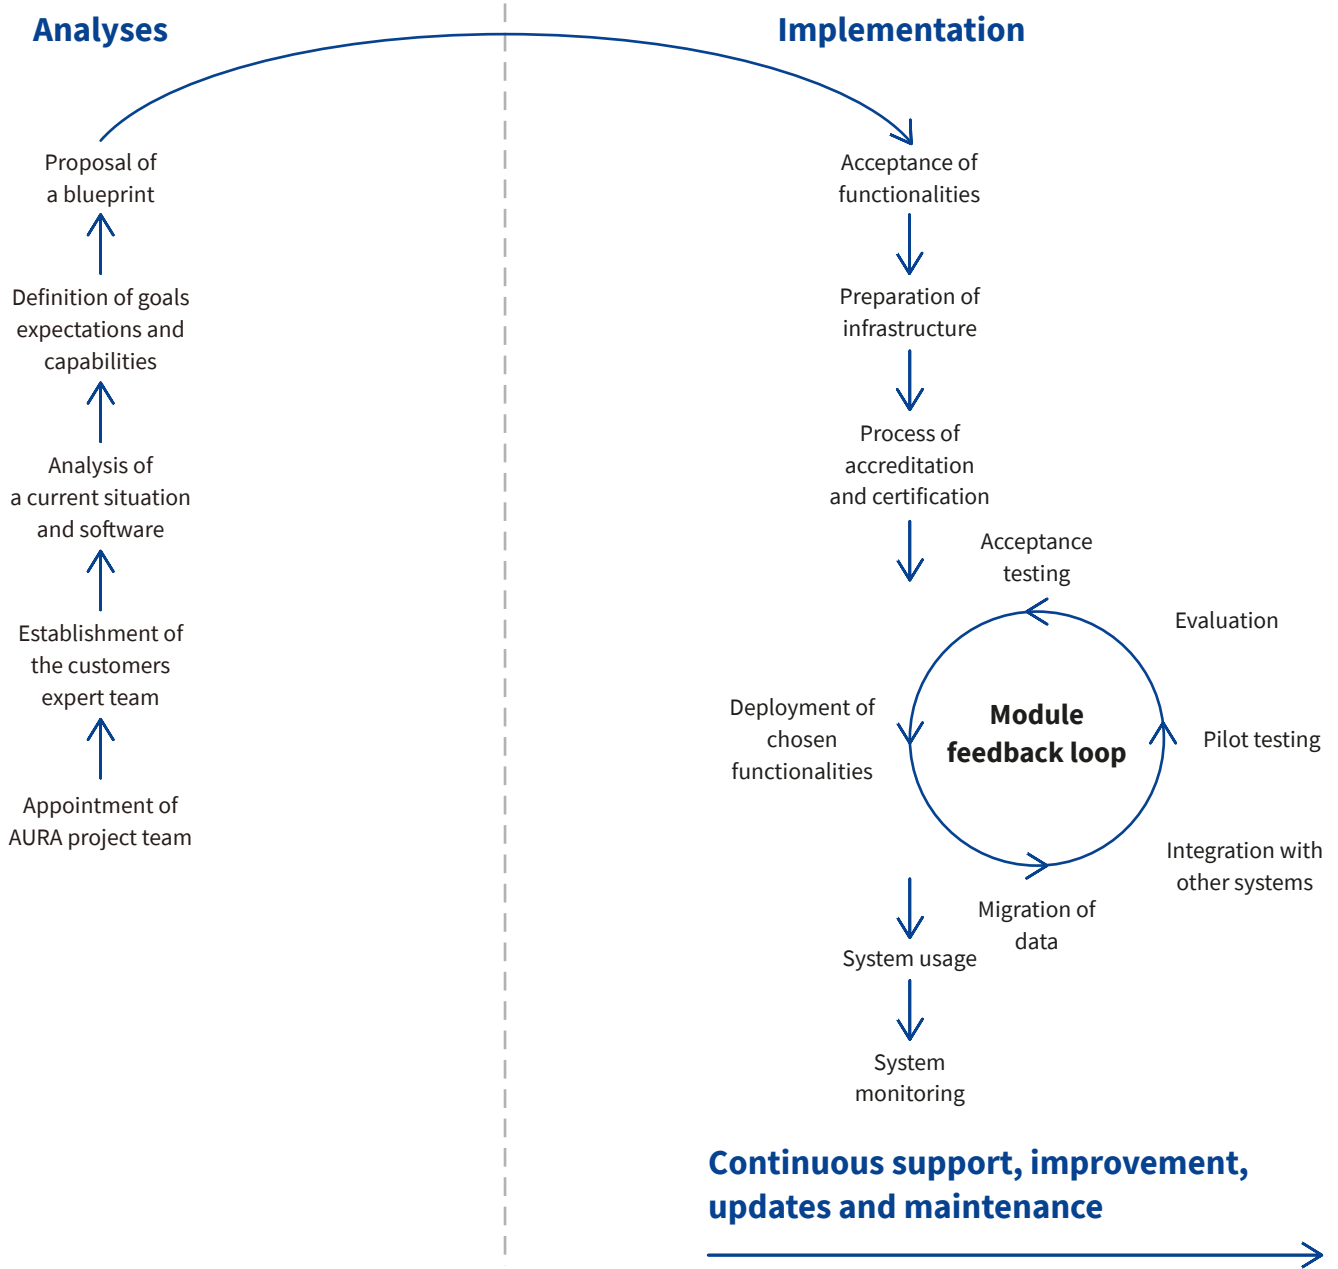 Analyses
Proposal of
a blueprint
Definition of goals
expectations and
capabilities
Analysis of
a current situation
and software
Establishment of
the customers
expert team
Appointment of
AURA project team
Implementation
Acceptance of
functionalities
Preparation of
infrastructure
Process of
accreditation
and certification
Acceptance
testing
Evaluation
Deployment of
chosen
functionalities
Module
feedback loop
Pilot testing
Integration with
other systems
Migration of
data
System usage
System
monitoring
Continuous support, improvement,
updates and maintenance